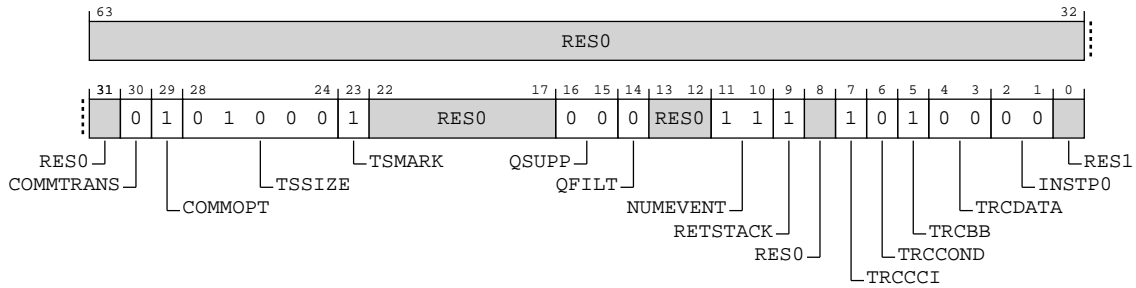 63 32
RES0
31 30 29 28 24 23 22 17 16 15 14 13 12 11 10 9 8 7 6 5 4 3 2 1 0
0 1 0 1 0 0 0 1 RES0 0 0 0 RES0 1 1 1 1 0 1 0 0 0 0
RES0 TSMARK QSUPP RES1
COMMTRANS TSSIZE QFILT INSTP0
COMMOPT NUMEVENT TRCDATA
RETSTACK TRCBB
RES0 TRCCOND
TRCCCI